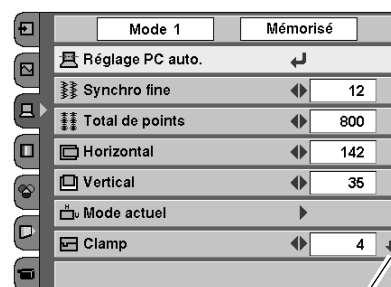 Mode 1 Mémorisé
Réglage PC auto.
Synchro fine 12
Total de points 800
Horizontal 142
Vertical 35
H V Mode actuel
Clamp 4